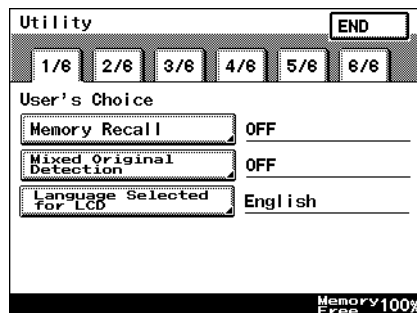 Utility END
1/6 2/6 3/6 4/6 5/6 6/6
User's Choice
Memory Recall OFF
Mixed Original
Detection OFF
Language Selected
for LCD English
Memory
Free 100%